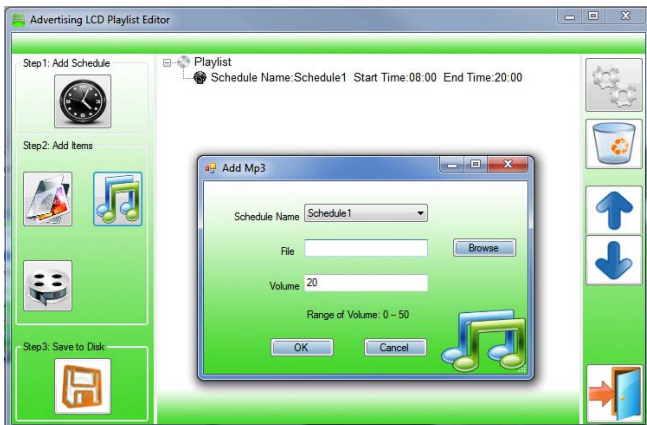 Advertising LCD Playlist Editor
Step1: Add Schedule
Playlist
Schedule Name:Schedule1 Start Time:08:00 End Time:20:00
Step2: Add Items
Add Mp3
Schedule Name Schedule1
File Browse
Volume 20
Range of Volume: 0 – 50
OK Cancel
Step3: Save to Disk